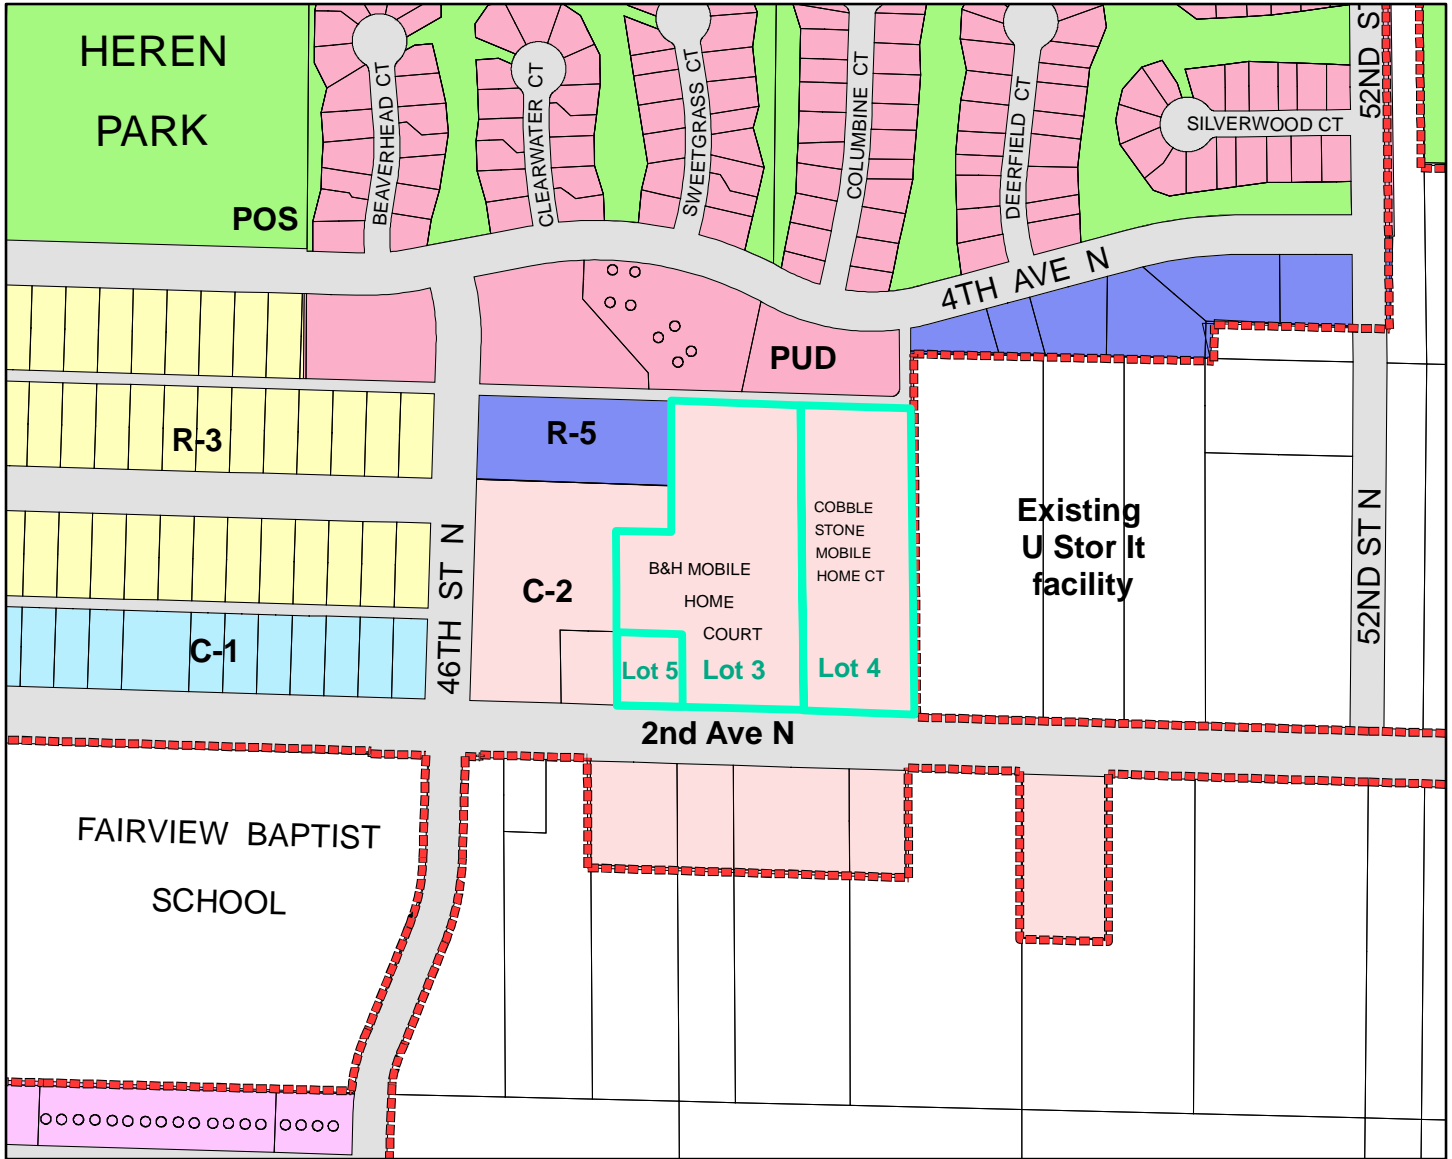 HEREN
PARK
POS
BEAVERHEAD CT
CLEARWATER CT
SWEETGRASS CT
COLUMBINE CT
DEERFIELD CT
SILVERWOOD CT
52ND ST
4TH AVE N
PUD
R-3
R-5
C-2
C-1
46TH ST N
B&H MOBILE
HOME
COURT
COBBLE
STONE
MOBILE
HOME CT
Lot 5
Lot 3
Lot 4
Existing
U Stor It
facility
52ND ST N
2nd Ave N
FAIRVIEW BAPTIST
SCHOOL